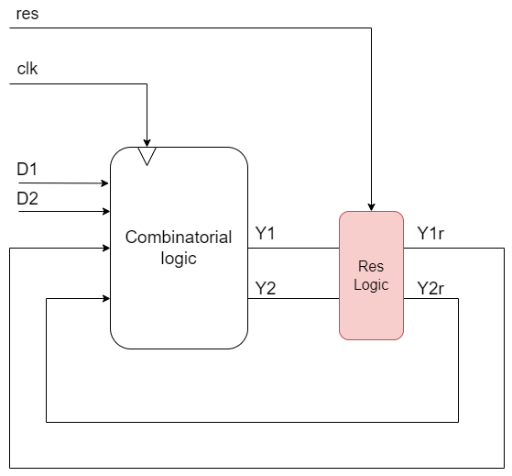 res
clk
D1
D2
Combinatorial
logic
Y1
Y2
Res
Logic
Y1r
Y2r